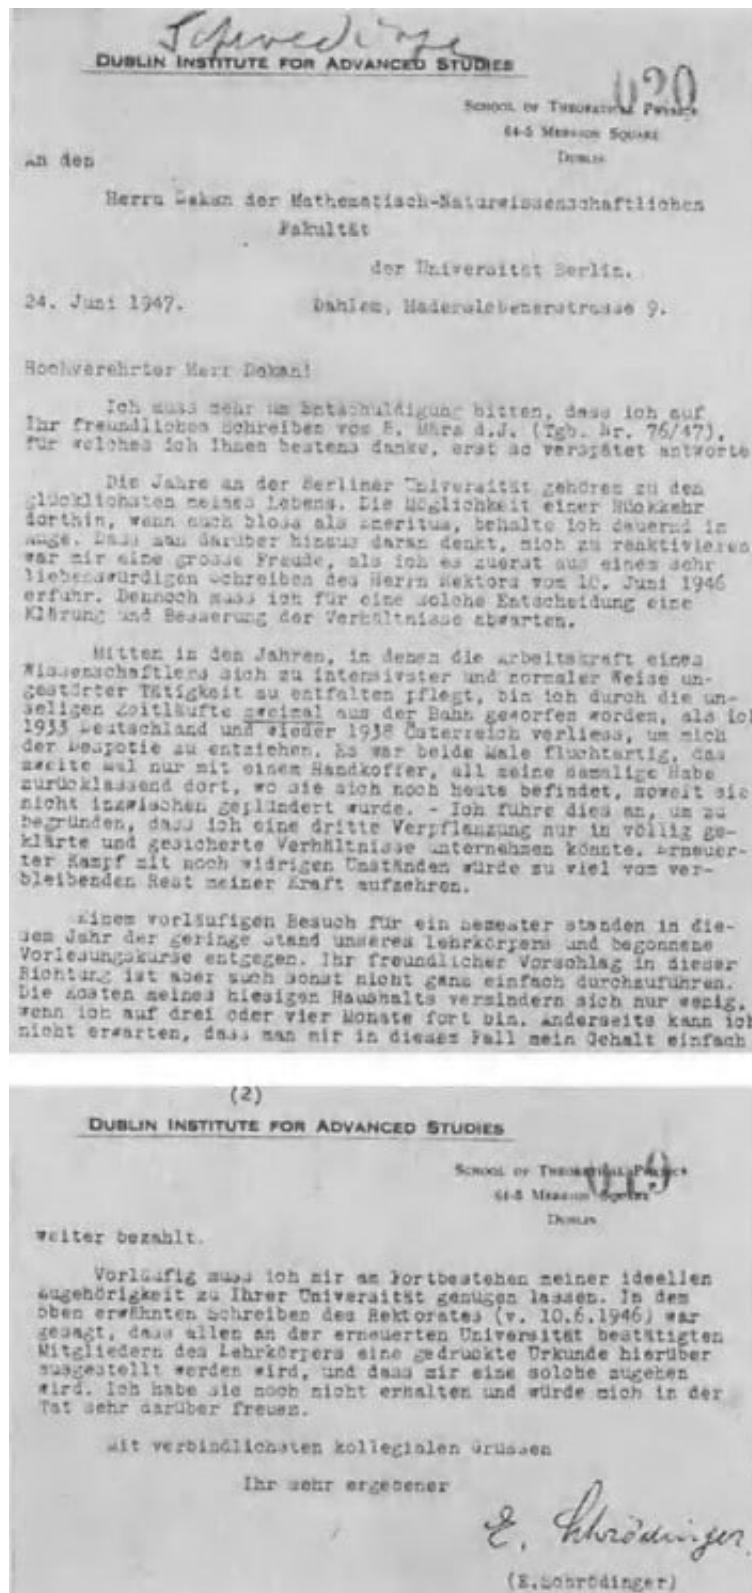 Schroedinger
DUBLIN INSTITUTE FOR ADVANCED STUDIES
020
SCHOOL OF THEORETICAL PHYSICS
64-5 MERRION SQUARE
DUBLIN
An den
Herrn Dekan der Mathematisch-Naturwissenschaftlichen
Fakultät
der Universität Berlin.
24. Juni 1947. Dahlem, Haderslebenerstrasse 9.
Hochverehrter Herr Dekan!
Ich muss sehr um Entschuldigung bitten, dass ich auf
Ihr freundliches Schreiben vom 8. März d.J. (Tgb. Nr. 76/47),
für welches ich Ihnen bestens danke, erst so verspätet antworte
Die Jahre an der Berliner Universität gehören zu den
glücklichsten meines Lebens. Die Möglichkeit einer Rückkehr
dorthin, wenn auch bloss als Emeritus, behalte ich dauernd im
Auge. Dass man darüber hinaus daran denkt, mich zu reaktivieren
war mir eine grosse Freude, als ich es zuerst aus einem sehr
liebenswürdigen Schreiben des Herrn Rektors vom 10. Juni 1946
erfuhr. Dennoch muss ich für eine solche Entscheidung eine
Klärung und Besserung der Verhältnisse abwarten.
Mitten in den Jahren, in denen die Arbeitskraft eines
Wissenschaftlers sich zu intensivster und normaler Weise un-
gestörter Tätigkeit zu entfalten pflegt, bin ich durch die un-
seligen Zeitläufte zweimal aus der Bahn geworfen worden, als ich
1933 Deutschland und wieder 1938 Österreich verliess, um mich
der Despotie zu entziehen. Es war beide Male fluchtartig, das
zweite Mal nur mit einem Handkoffer, all meine damalige Habe
zurücklassend dort, wo sie sich noch heute befindet, soweit sie
nicht inzwischen geplündert wurde. - Ich führe dies an, um zu
begründen, dass ich eine dritte Verpflanzung nur in völlig ge-
klärte und gesicherte Verhältnisse unternehmen könnte. Erneuer-
ter Kampf mit noch widrigen Umständen würde zu viel vom ver-
bleibenden Rest meiner Kraft aufzehren.
Einem vorläufigen Besuch für ein Semester standen in die-
sem Jahr der geringe Stand unseres Lehrkörpers und begonnene
Vorlesungskurse entgegen. Ihr freundlicher Vorschlag in dieser
Richtung ist aber auch sonst nicht ganz einfach durchzuführen.
Die Kosten meines hiesigen Haushalts vermindern sich nur wenig,
wenn ich auf drei oder vier Monate fort bin. Anderseits kann ich
nicht erwarten, dass man mir in diesem Fall mein Gehalt einfach
(2)
DUBLIN INSTITUTE FOR ADVANCED STUDIES
SCHOOL OF THEORETICAL PHYSICS
64-5 MERRION SQUARE
DUBLIN
weiter bezahlt.
Vorläufig muss ich mir am Fortbestehen meiner ideellen
Zugehörigkeit zu Ihrer Universität genügen lassen. In dem
oben erwähnten Schreiben des Rektorates (v. 10.6.1946) war
gesagt, dass allen an der erneuerten Universität bestätigten
Mitgliedern des Lehrkörpers eine gedruckte Urkunde hierüber
ausgestellt werden wird, und dass mir eine solche zugehen
wird. Ich habe sie noch nicht erhalten und würde mich in der
Tat sehr darüber freuen.
Mit verbindlichsten kollegialen Grüssen
Ihr sehr ergebener
E. Schrödinger
(E.Schrödinger)